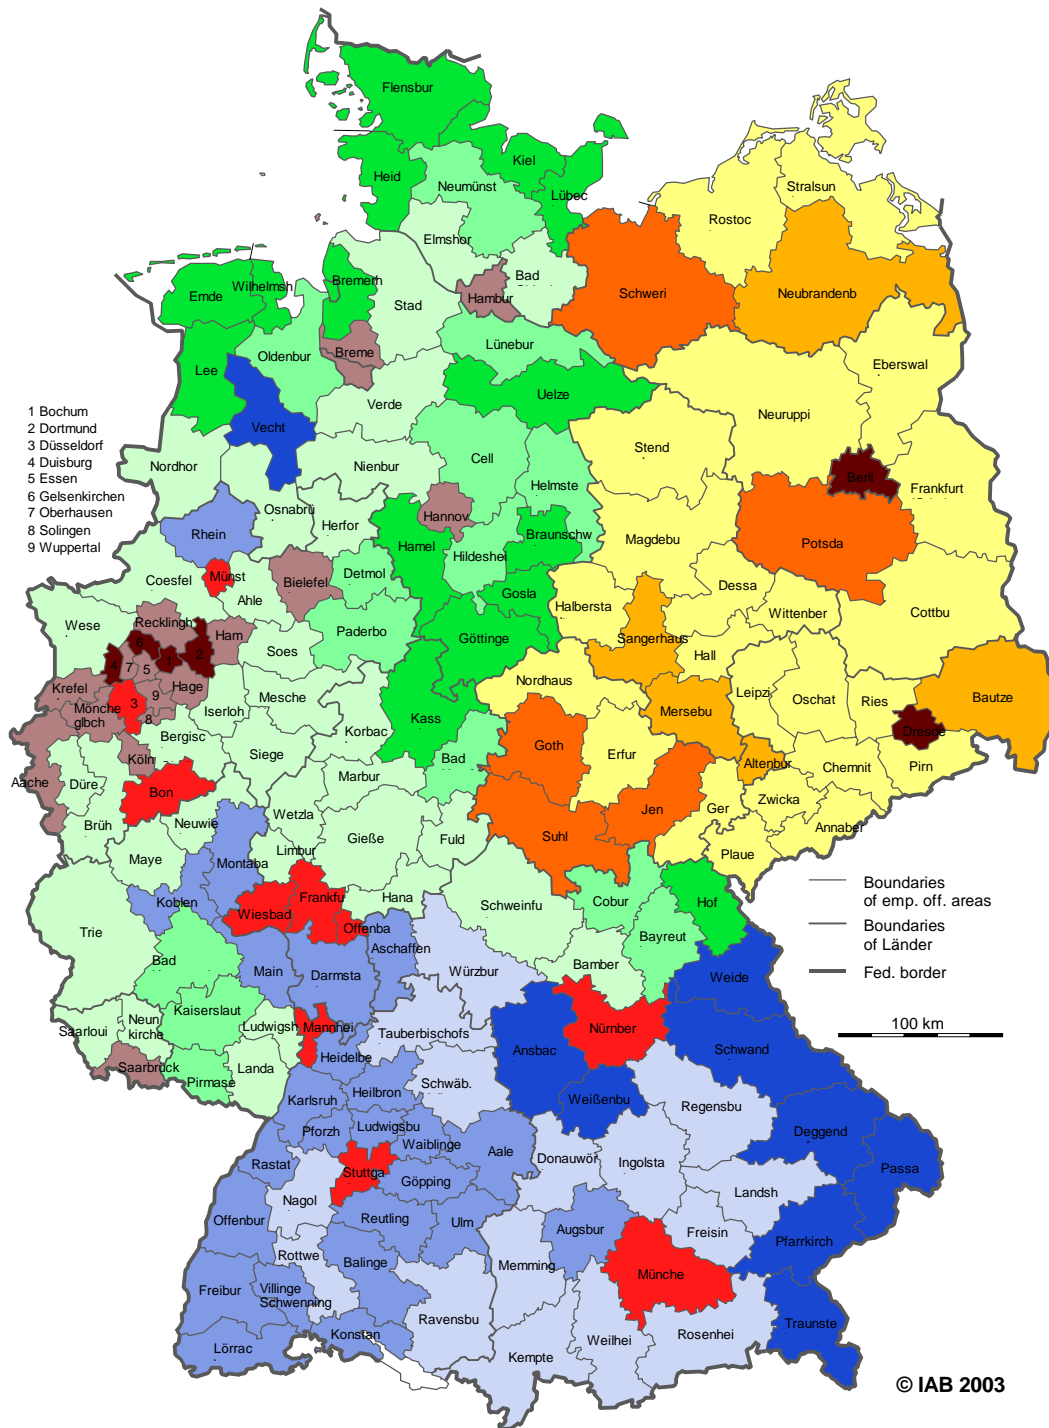 Flensbur
Kiel
Heid
Neumünst
Lübec
Stralsun
Rostoc
Elmshor
Bad
Bremerh
Wilhelmsh
Emde
Hambur
Stad
Schweri
Neubrandenb
Oldenbur
Breme
Lünebur
Eberswal
Lee
Uelze
Verde
Neuruppi
1 Bochum
2 Dortmund
3 Düsseldorf
4 Duisburg
5 Essen
6 Gelsenkirchen
7 Oberhausen
8 Solingen
9 Wuppertal
Vecht
Stend
Cell
Nordhor
Nienbur
Berli
Helmste
Frankfurt
Osnabrü
Hannov
Herfor
Rhein
Braunschw
Hamel
Magdebu
Potsda
Hildeshei
Münst
Bielefel
Detmol
Coesfel
Dessa
Gosla
Ahle
Halbersta
Wittenber
Cottbu
Recklingh
Wese
Paderbo
Göttinge
Ham
Sangerhaus
6
Soes
Hall
4
7
5
1
2
Nordhaus
Krefel
Hage
Leipzi
Oschat
Ries
Bautze
9
Mesche
3
Mönche
glbch
Iserloh
Kass
Mersebu
8
Bergisc
Korbac
Dresde
Goth
Erfur
Siege
Köln
Bad
Altenbur
Pirn
Chemnit
Aache
Düre
Marbur
Bon
Zwicka
Jen
Ger
Wetzla
Neuwie
Brüh
Annaber
Gieße
Fuld
Suhl
Limbur
Plaue
Maye
Montaba
Boundaries
of emp. off. areas
Hana
Koblen
Frankfu
Cobur
Hof
Schweinfu
Wiesbad
Boundaries
of Länder
Trie
Offenba
Bayreut
Aschaffen
Bad
Main
Bamber
Würzbur
Darmsta
Weide
Fed. border
Kaiserslaut
Neun
kirche
100 km
Saarloui
Ludwigsh
Mannhei
Nürnber
Tauberbischofs
Ansbac
Schwand
Heidelbe
Saarbrück
Landa
Pirmase
Schwäb.
Heilbron
Karlsruh
Weißenbu
Regensbu
Ludwigsbu
Pforzh
Deggend
Waiblinge
Aale
Donauwör
Rastat
Ingolsta
Passa
Stuttga
Göpping
Landsh
Nagol
Offenbur
Reutling
Ulm
Augsbur
Freisin
Pfarrkirch
Rottwe
Balinge
Memming
Münche
Freibur
Villinge
Schwenning
Ravensbu
Traunste
Konstan
Rosenhei
Weilhei
Lörrac
Kempte
© IAB 2003